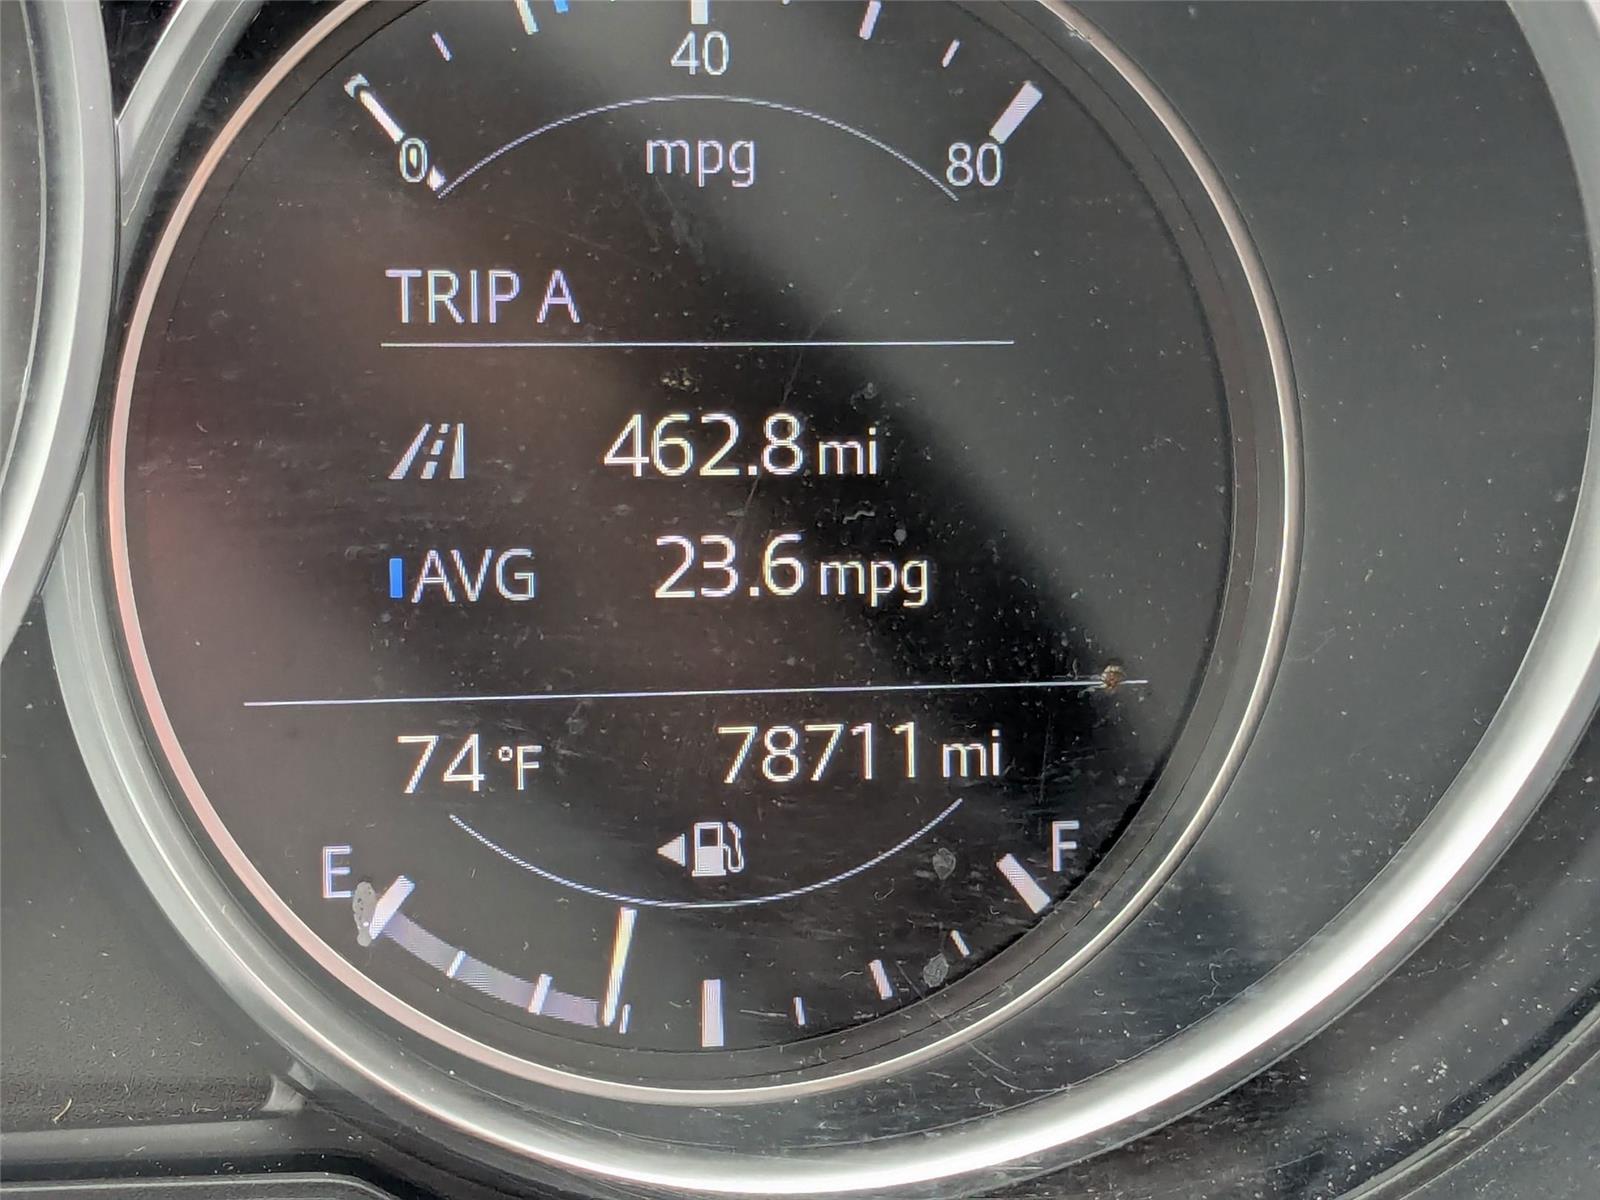 40
0 mpg 80
TRIP A
462.8 mi
AVG 23.6 mpg
74 °F 78711 mi
E F